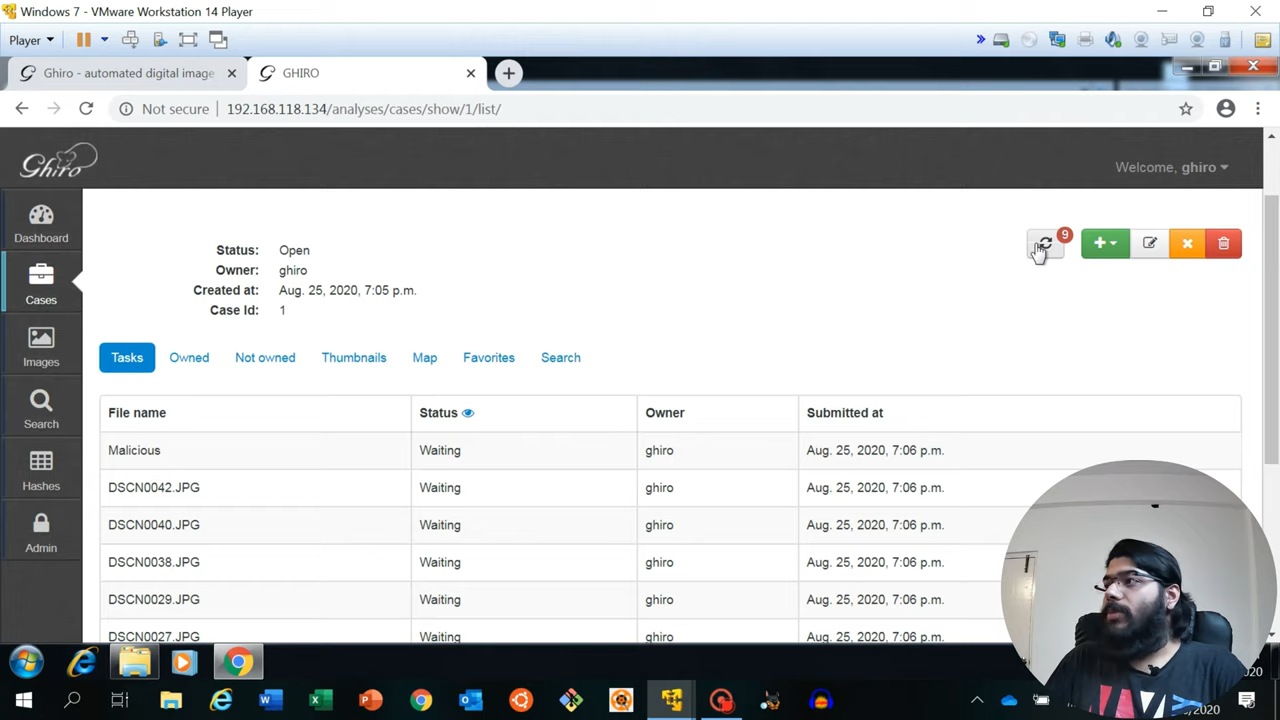 Windows 7 - VMware Workstation 14 Player
Player
Ghiro - automated digital image
GHIRO
Not secure | 192.168.118.134/analyses/cases/show/1/list/
Ghiro
Welcome, ghiro
Dashboard
Cases
Images
Search
Hashes
Admin
Status: Open
Owner: ghiro
Created at: Aug. 25, 2020, 7:05 p.m.
Case Id: 1
9
Tasks Owned Not owned Thumbnails Map Favorites Search
File name Status Owner Submitted at
Malicious Waiting ghiro Aug. 25, 2020, 7:06 p.m.
DSCN0042.JPG Waiting ghiro Aug. 25, 2020, 7:06 p.m.
DSCN0040.JPG Waiting ghiro Aug. 25, 2020, 7:06 p.m.
DSCN0038.JPG Waiting ghiro Aug. 25, 2020, 7:06 p.m.
DSCN0029.JPG Waiting ghiro Aug. 25, 2020, 7:06 p.m.
DSCN0027.JPG Waiting ghiro Aug. 25, 2020, 7:06 p.m.